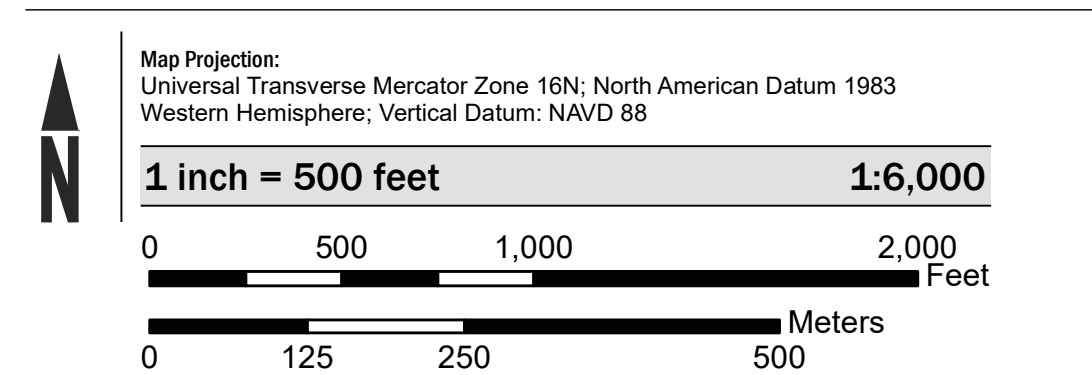 Map Projection:
Universal Transverse Mercator Zone 16N; North American Datum 1983
Western Hemisphere; Vertical Datum: NAVD 88
N
1 inch = 500 feet 1:6,000
0 500 1,000 2,000
Feet
Meters
0 125 250 500